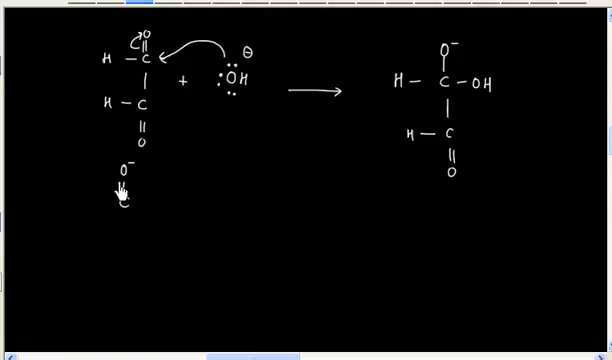 O O⁻
H – C + :OH ⊖ → H – C – OH
H – C H – C
O O
O⁻
C